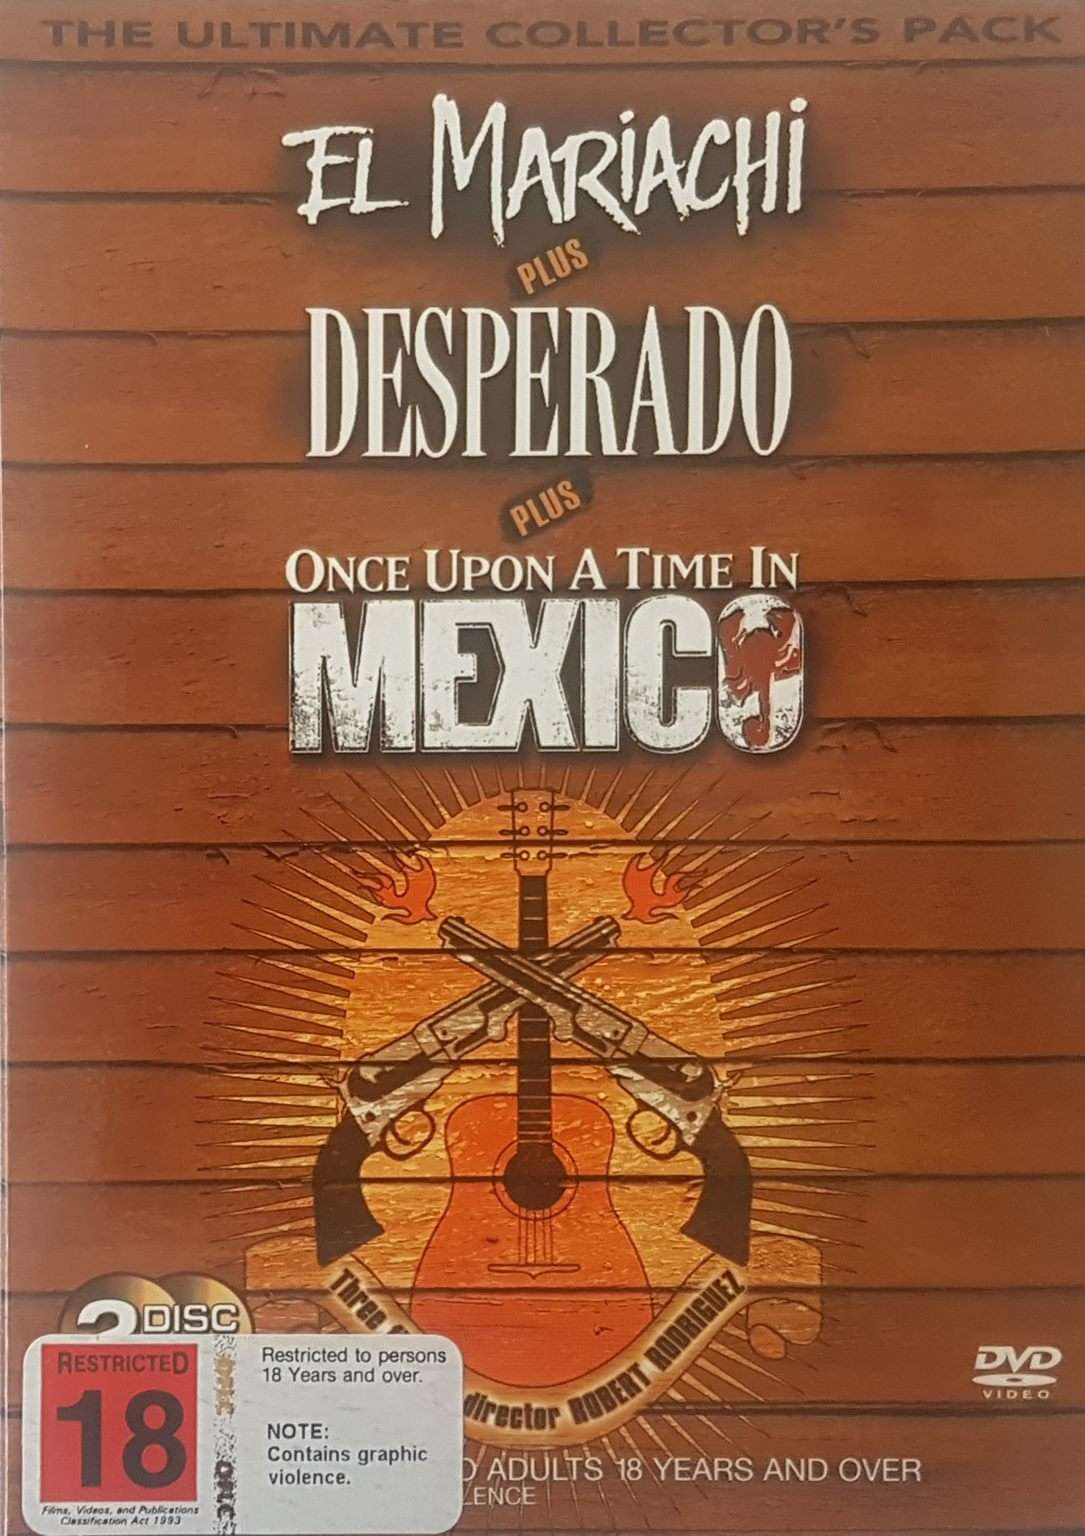 THE ULTIMATE COLLECTOR'S PACK
EL MARIACHI
PLUS
DESPERADO
PLUS
ONCE UPON A TIME IN
MEXICO
Three
director ROBERT RODRIGUEZ
DISC
DVD
VIDEO
RESTRICTED
18
Films, Videos, and Publications
Classification Act 1993
Restricted to persons
18 Years and over.
NOTE:
Contains graphic
violence.
ADULTS 18 YEARS AND OVER